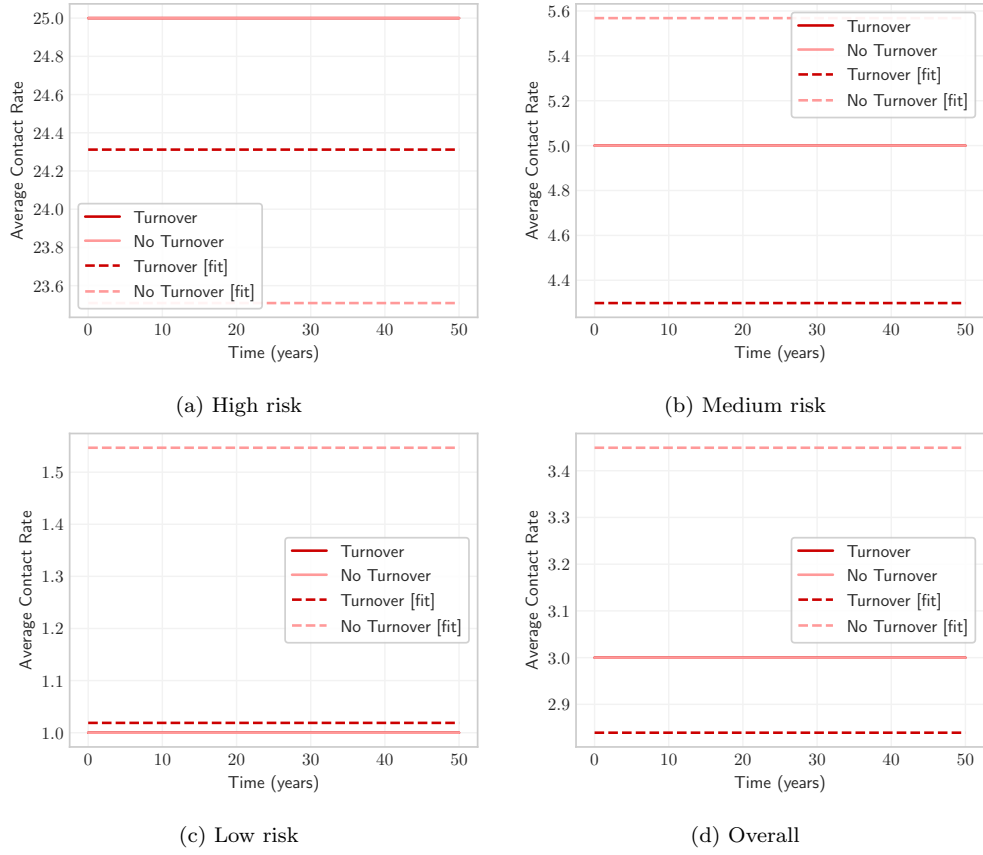 25.0
24.8
24.6
24.4
24.2
24.0
23.8
23.6
Average Contact Rate
Turnover
No Turnover
Turnover [fit]
No Turnover [fit]
0 10 20 30 40 50
Time (years)
(a) High risk
5.6
5.4
5.2
5.0
4.8
4.6
4.4
Average Contact Rate
Turnover
No Turnover
Turnover [fit]
No Turnover [fit]
0 10 20 30 40 50
Time (years)
(b) Medium risk
1.5
1.4
1.3
1.2
1.1
1.0
Average Contact Rate
Turnover
No Turnover
Turnover [fit]
No Turnover [fit]
0 10 20 30 40 50
Time (years)
(c) Low risk
3.4
3.3
3.2
3.1
3.0
2.9
Average Contact Rate
Turnover
No Turnover
Turnover [fit]
No Turnover [fit]
0 10 20 30 40 50
Time (years)
(d) Overall